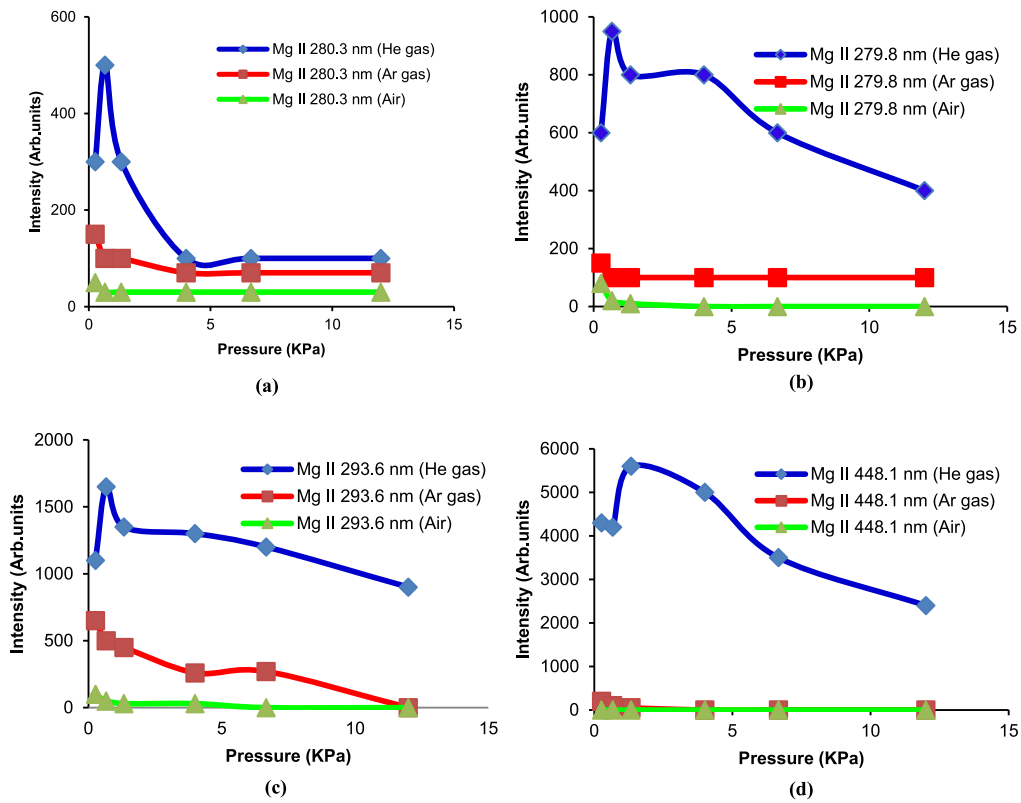 (a)
600
400
200
0
0
5
10
15
Intensity (Arb.units)
Pressure (KPa)
Mg II 280.3 nm (He gas)
Mg II 280.3 nm (Ar gas)
Mg II 280.3 nm (Air)
(a)
(b)
1000
800
600
400
200
0
0
5
10
15
Intensity (Arb.units)
Pressure (KPa)
Mg II 279.8 nm (He gas)
Mg II 279.8 nm (Ar gas)
Mg II 279.8 nm (Air)
(b)
(c)
2000
1500
1000
500
0
0
5
10
15
Intensity (Arb.units)
Pressure (KPa)
Mg II 293.6 nm (He gas)
Mg II 293.6 nm (Ar gas)
Mg II 293.6 nm (Air)
(c)
(d)
6000
5000
4000
3000
2000
1000
0
0
5
10
15
Intensity (Arb.units)
Pressure (KPa)
Mg II 448.1 nm (He gas)
Mg II 448.1 nm (Ar gas)
Mg II 448.1 nm (Air)
(d)